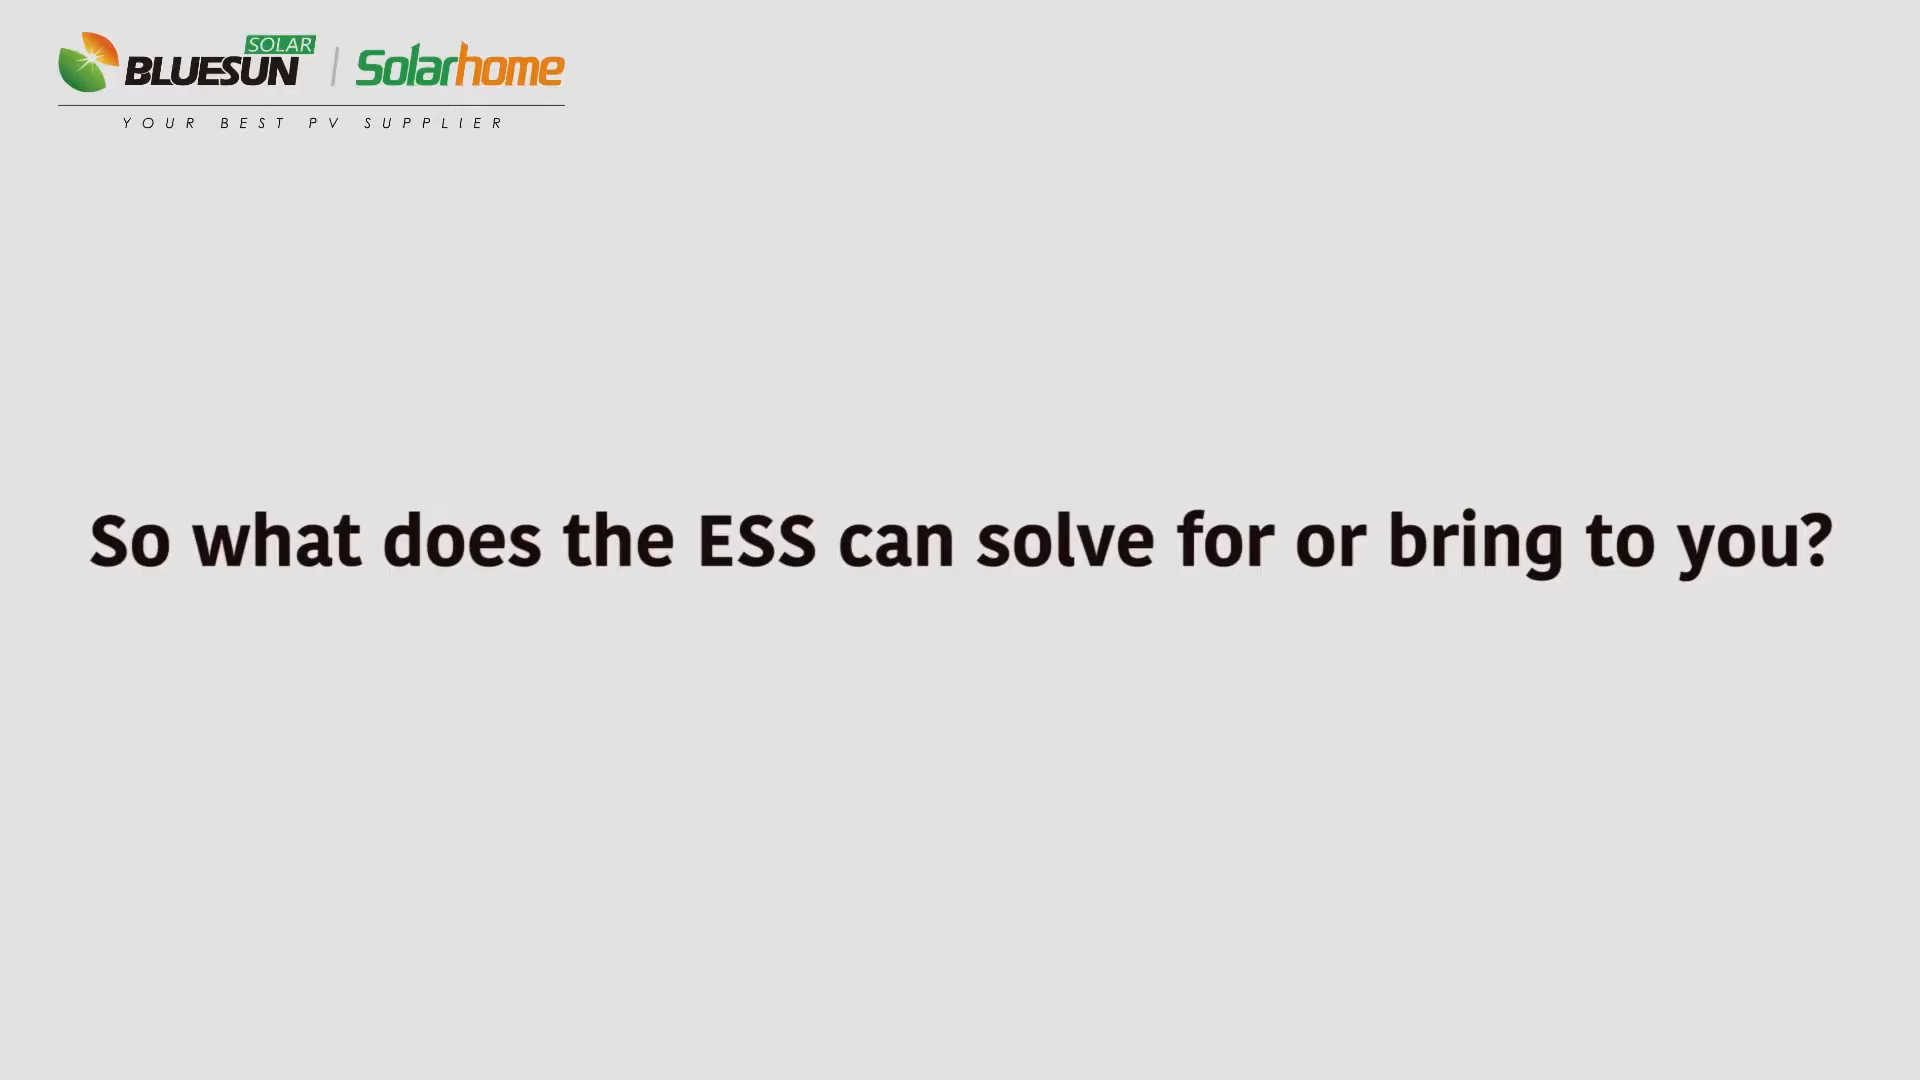 SOLAR
BLUESUN | Solarhome
YOUR BEST PV SUPPLIER
So what does the ESS can solve for or bring to you?